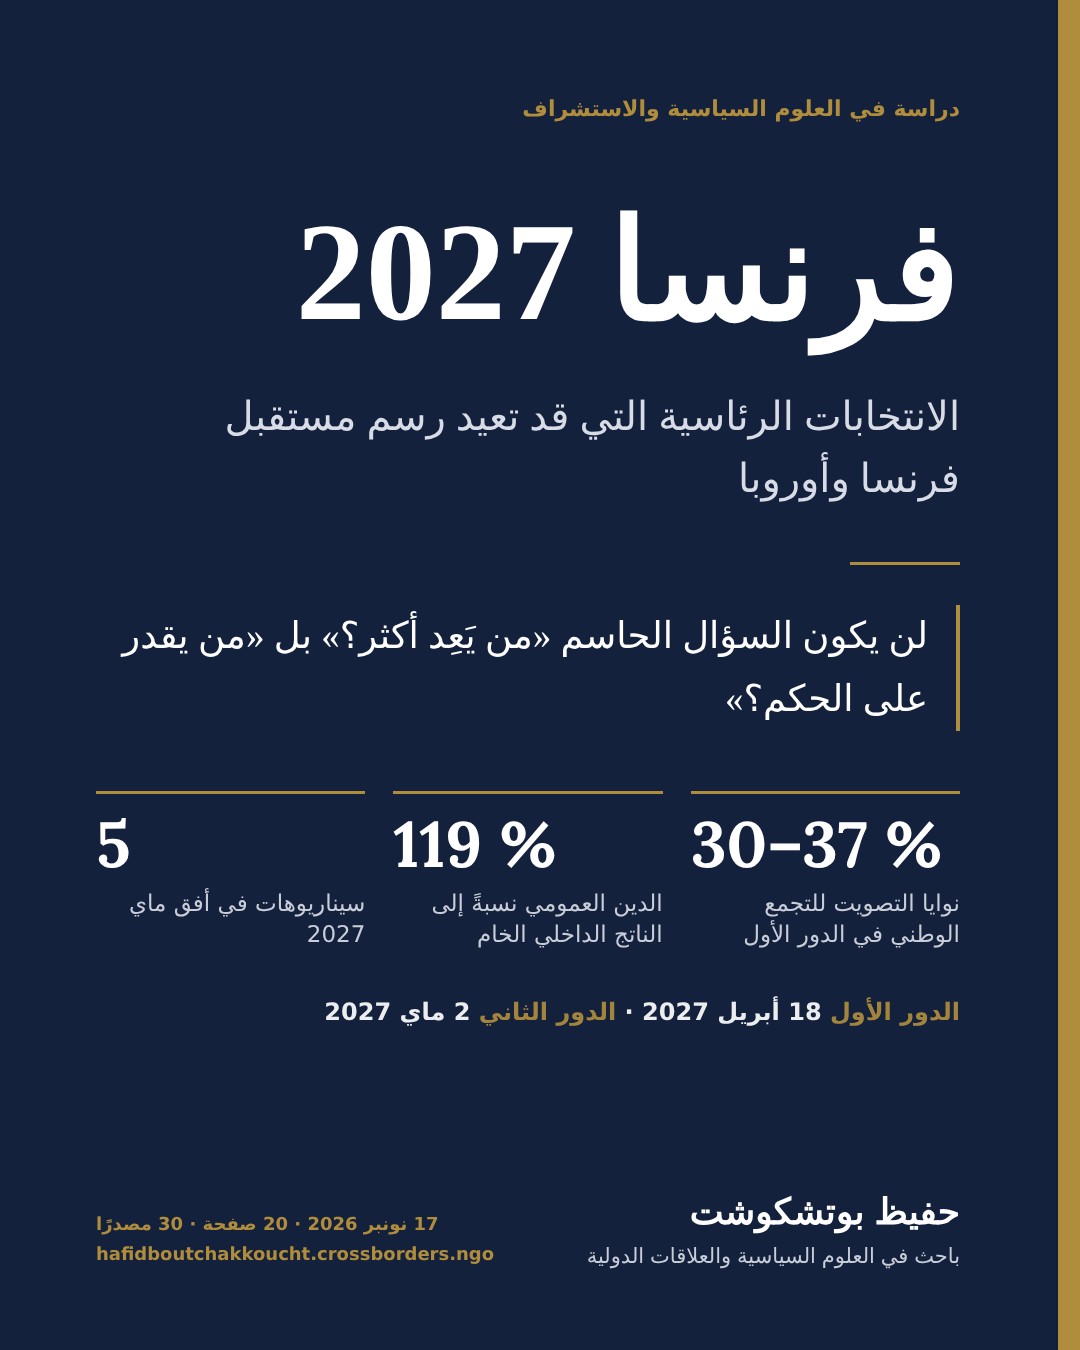 دراسة في العلوم السياسية والاستشراف
فرنسا 2027
الانتخابات الرئاسية التي قد تعيد رسم مستقبل
فرنسا وأوروبا
لن يكون السؤال الحاسم «من يَعِد أكثر؟» بل «من يقدر
على الحكم؟»
30–37 %
نوايا التصويت للتجمع
الوطني في الدور الأول
119 %
الدين العمومي نسبةً إلى
الناتج الداخلي الخام
5
سيناريوهات في أفق ماي
2027
الدور الأول 18 أبريل 2027 · الدور الثاني 2 ماي 2027
حفيظ بوتشكوشت
باحث في العلوم السياسية والعلاقات الدولية
17 نونبر 2026 · 20 صفحة · 30 مصدرًا
hafidboutchakkoucht.crossborders.ngo